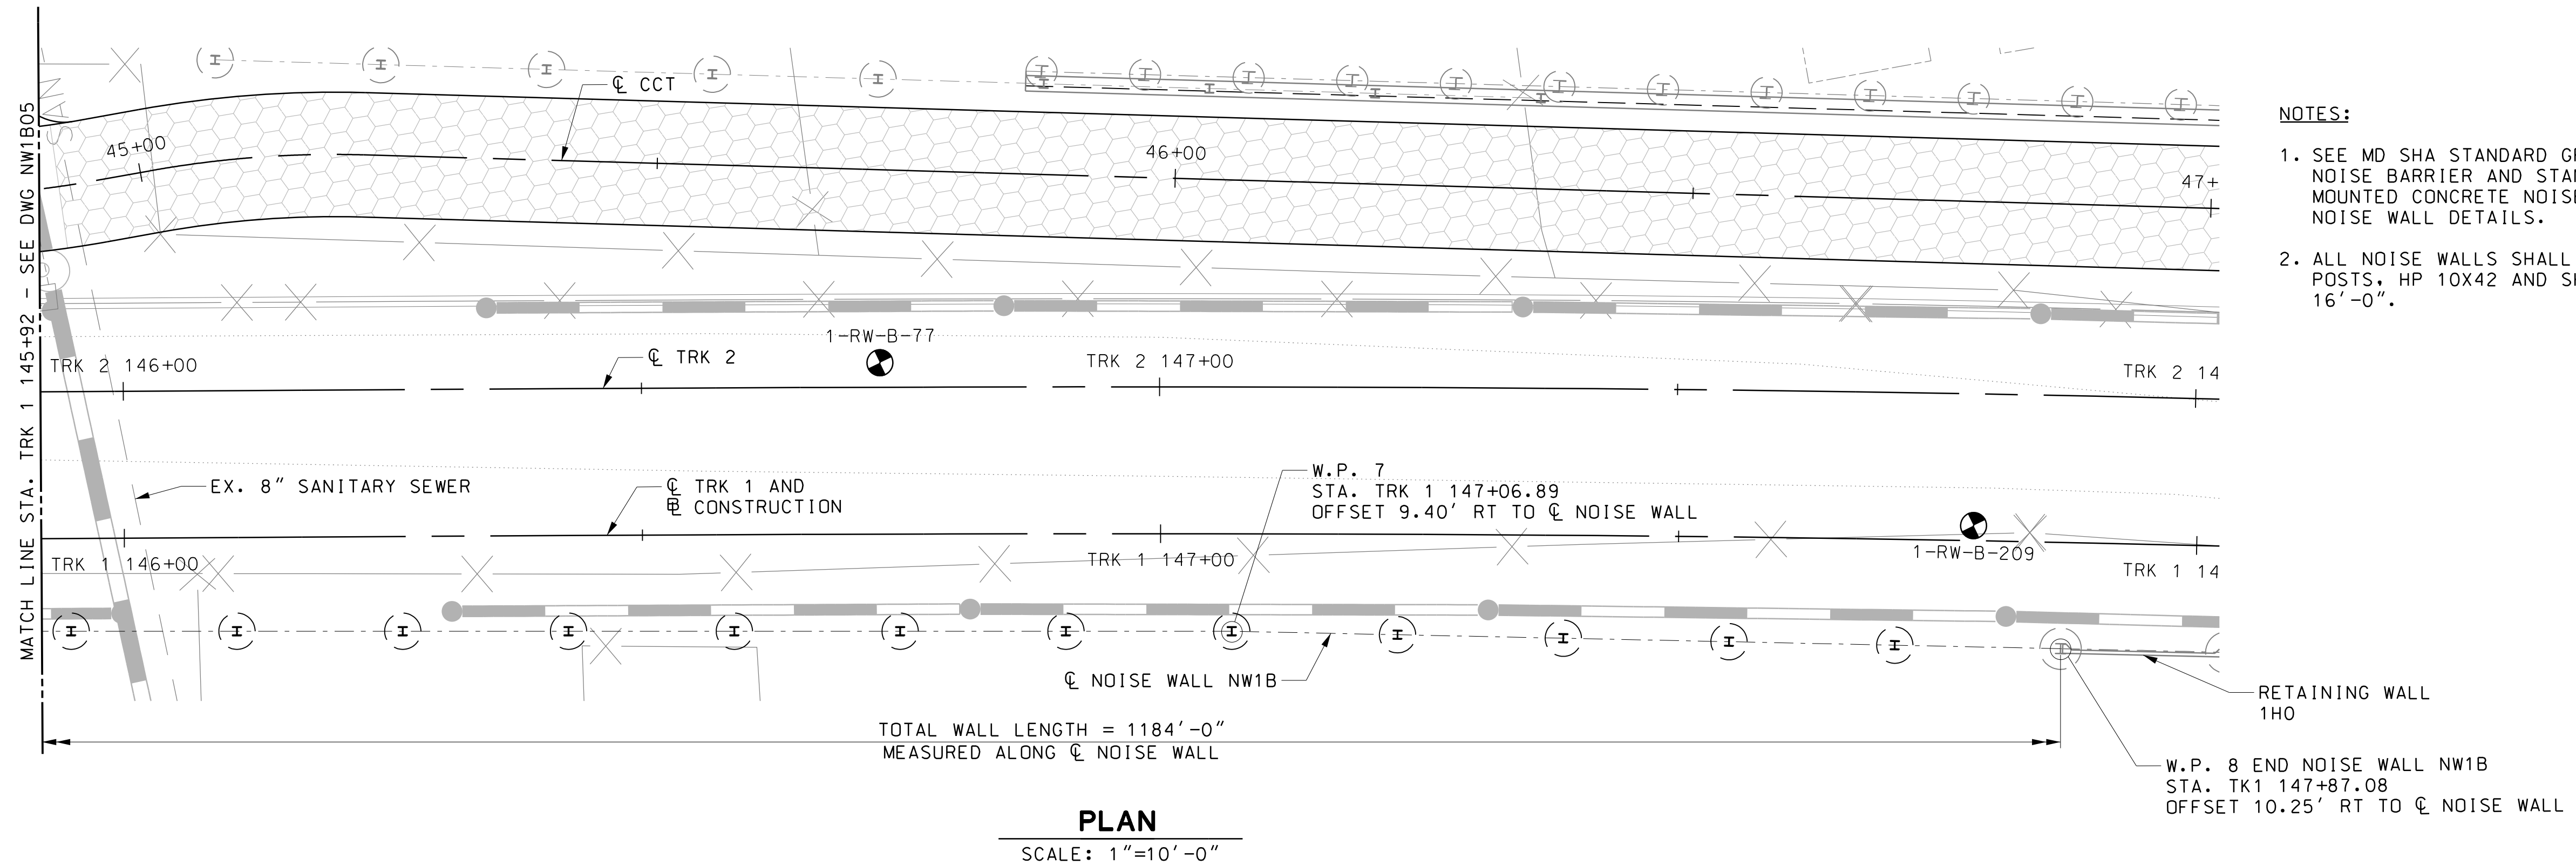 MATCH LINE STA. TRK 1 145+92 - SEE DWG NW1B05
℄ CCT
45+00
46+00
47+
1-RW-B-77
TRK 2 146+00
℄ TRK 2
TRK 2 147+00
TRK 2 14
EX. 8" SANITARY SEWER
℄ TRK 1 AND
BL CONSTRUCTION
W.P. 7
STA. TRK 1 147+06.89
OFFSET 9.40' RT TO ℄ NOISE WALL
1-RW-B-209
TRK 1 146+00
TRK 1 147+00
TRK 1 14
℄ NOISE WALL NW1B
RETAINING WALL
1H0
TOTAL WALL LENGTH = 1184'-0"
MEASURED ALONG ℄ NOISE WALL
W.P. 8 END NOISE WALL NW1B
STA. TK1 147+87.08
OFFSET 10.25' RT TO ℄ NOISE WALL
PLAN
SCALE: 1"=10'-0"
NOTES:
1. SEE MD SHA STANDARD
NOISE BARRIER AND
MOUNTED CONCRETE
NOISE WALL DETAILS.
2. ALL NOISE WALLS SHALL
POSTS, HP 10X42 AND
16'-0".